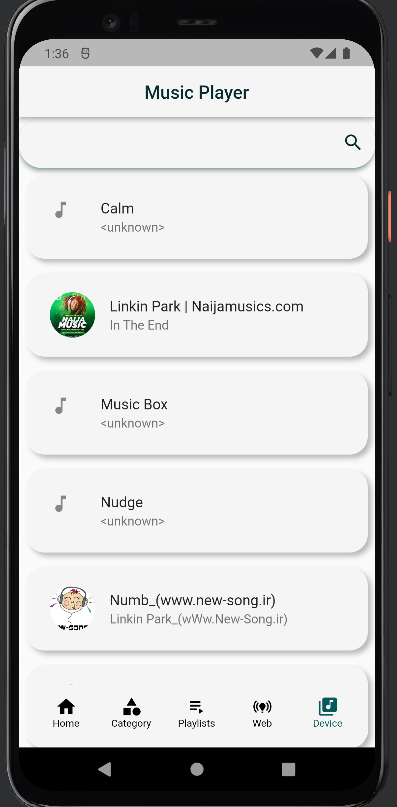 1:36
Music Player
Calm
<unknown>
NAIJA
MUSIC
Linkin Park | Naijamusics.com
In The End
Music Box
<unknown>
Nudge
<unknown>
Numb_(www.new-song.ir)
Linkin Park_(wWw.New-Song.ir)
Home
Category
Playlists
Web
Device